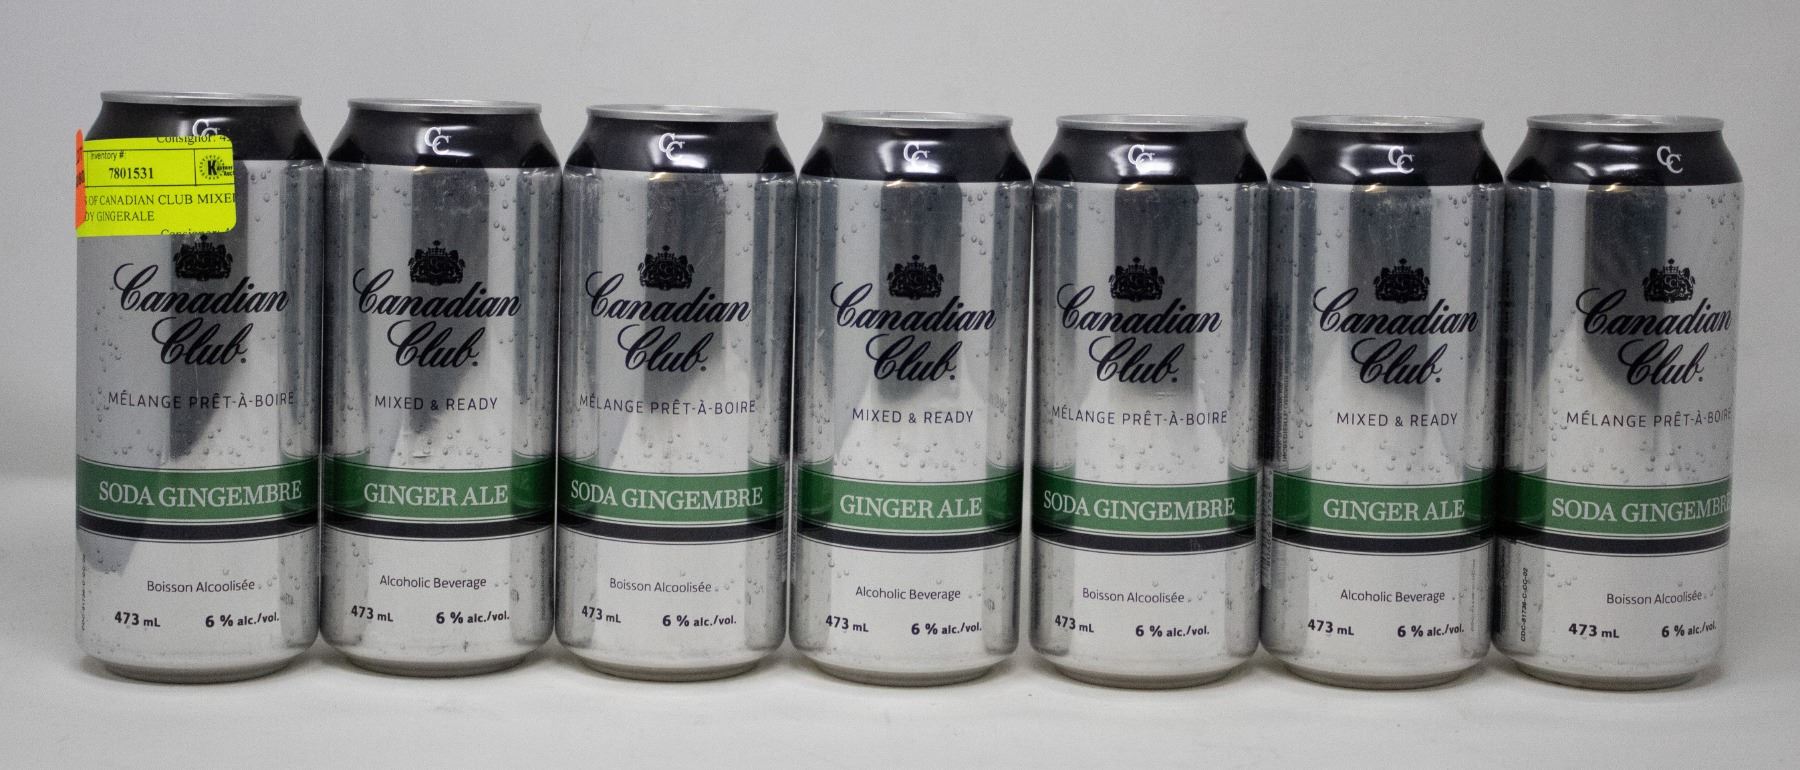 CC
Consignor: 4
Inventory #:
7801531
OF CANADIAN CLUB MIXED
DY GINGERALE
Consignor:
Canadian
Club.
MÉLANGE PRÊT-À-BOIRE
SODA GINGEMBRE
Boisson Alcoolisée
473 mL 6 % alc./vol.
CC
Canadian
Club.
MIXED & READY
GINGER ALE
Alcoholic Beverage
473 mL 6 % alc./vol.
CC
Canadian
Club.
MÉLANGE PRÊT-À-BOIRE
SODA GINGEMBRE
Boisson Alcoolisée
473 mL 6 % alc./vol.
CC
Canadian
Club.
MIXED & READY
GINGER ALE
Alcoholic Beverage
473 mL 6 % alc./vol.
CC
Canadian
Club.
MÉLANGE PRÊT-À-BOIRE
SODA GINGEMBRE
Boisson Alcoolisée
473 mL 6 % alc./vol.
CC
Canadian
Club.
MIXED & READY
GINGER ALE
Alcoholic Beverage
473 mL 6 % alc./vol.
CC
Canadian
Club.
MÉLANGE PRÊT-À-BOIRE
SODA GINGEMBRE
Boisson Alcoolisée
473 mL 6 % alc./vol.